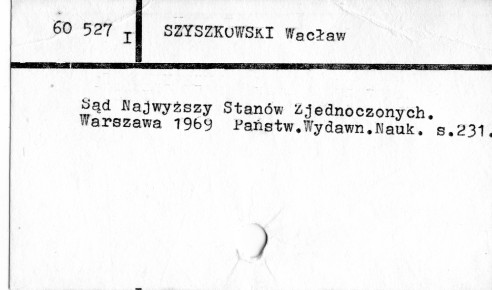 60 527 I SZYSZKOWSKI Wacław
Sąd Najwyższy Stanów Zjednoczonych.
Warszawa 1969 Państw.Wydawn.Nauk. s.231.